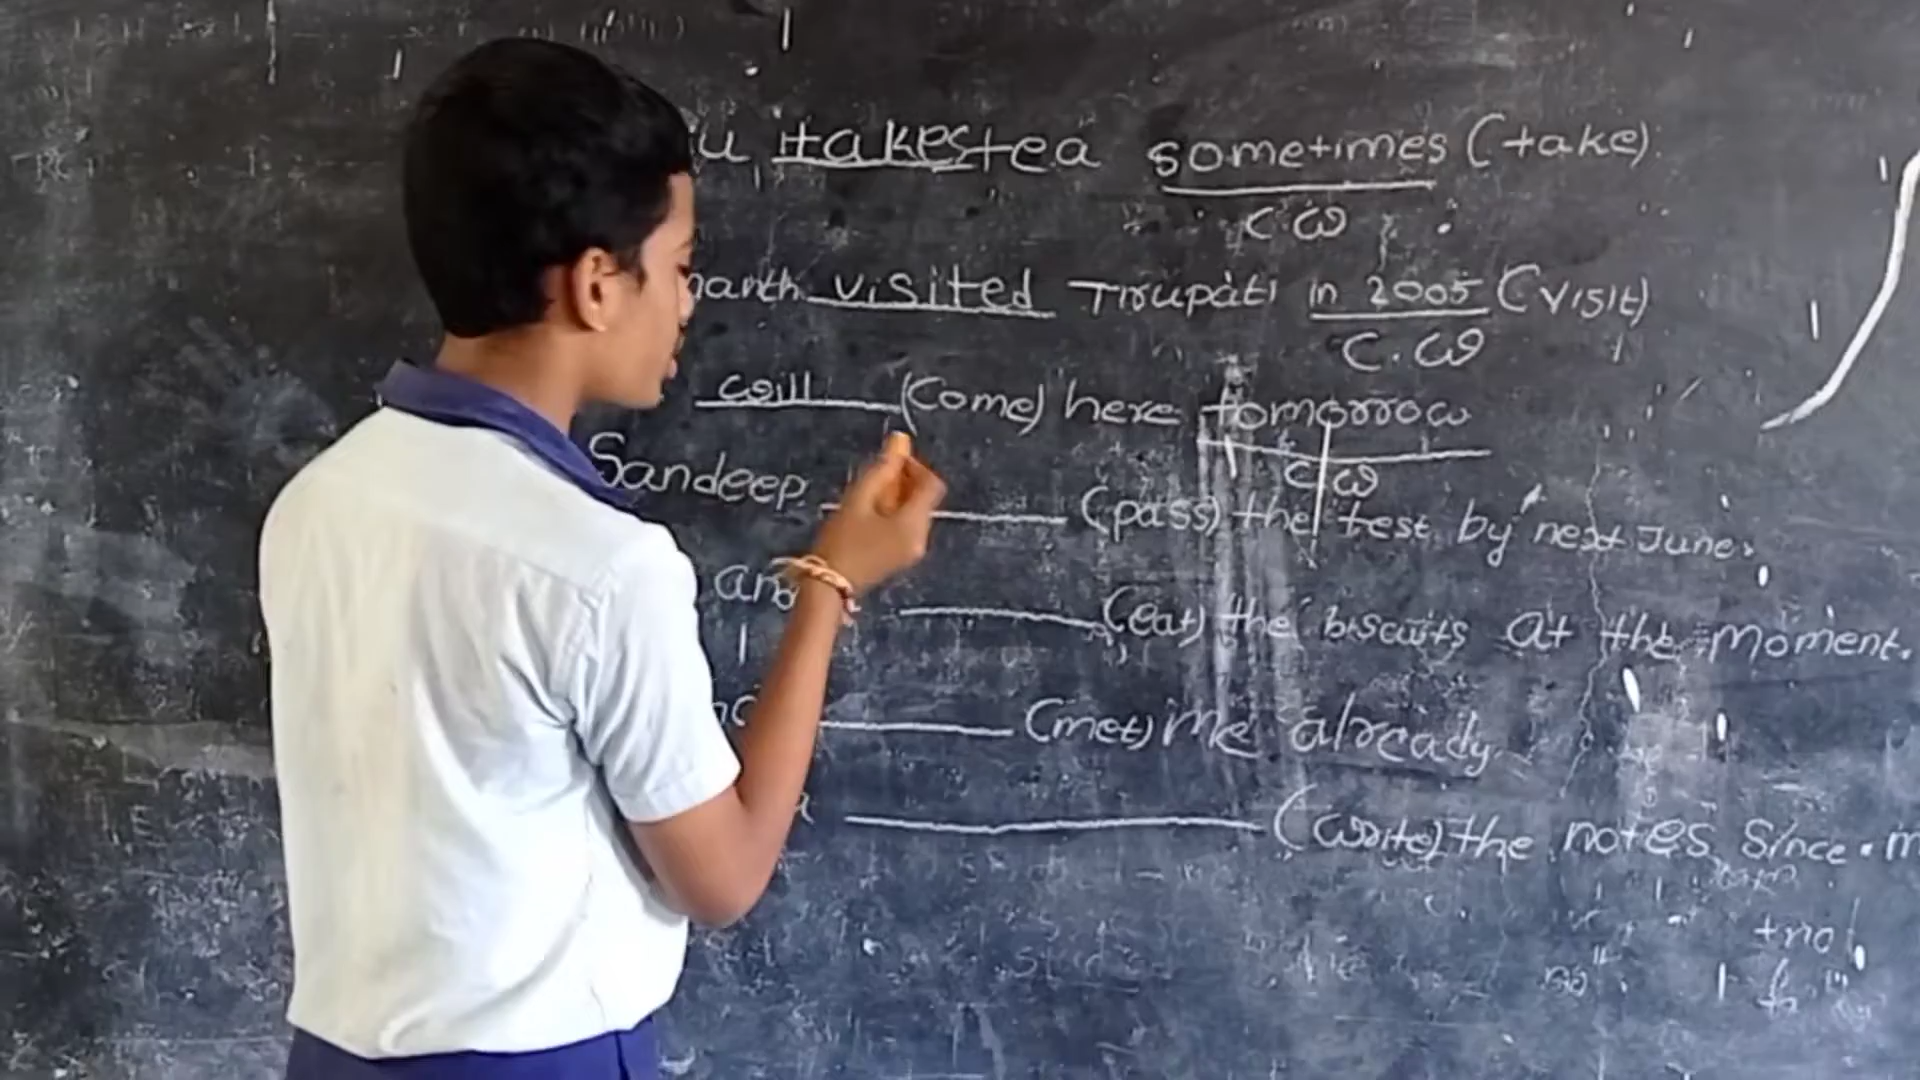 takes tea sometimes (take).
C.W
visited Tirupati in 2005 (visit)
C.W
will (come) here tomorrow
C W
Sandeep (pass) the test by next June.
and (eat) the biscuits at the moment.
(met) me already.
(write) the notes since